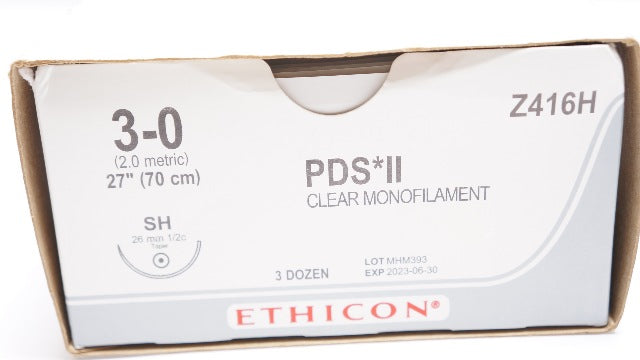 3-0
(2.0 metric)
27" (70 cm)
SH
26 mm 1/2c
Taper
Z416H
PDS*II
CLEAR MONOFILAMENT
3 DOZEN
LOT MHM393
EXP 2023-06-30
ETHICON®